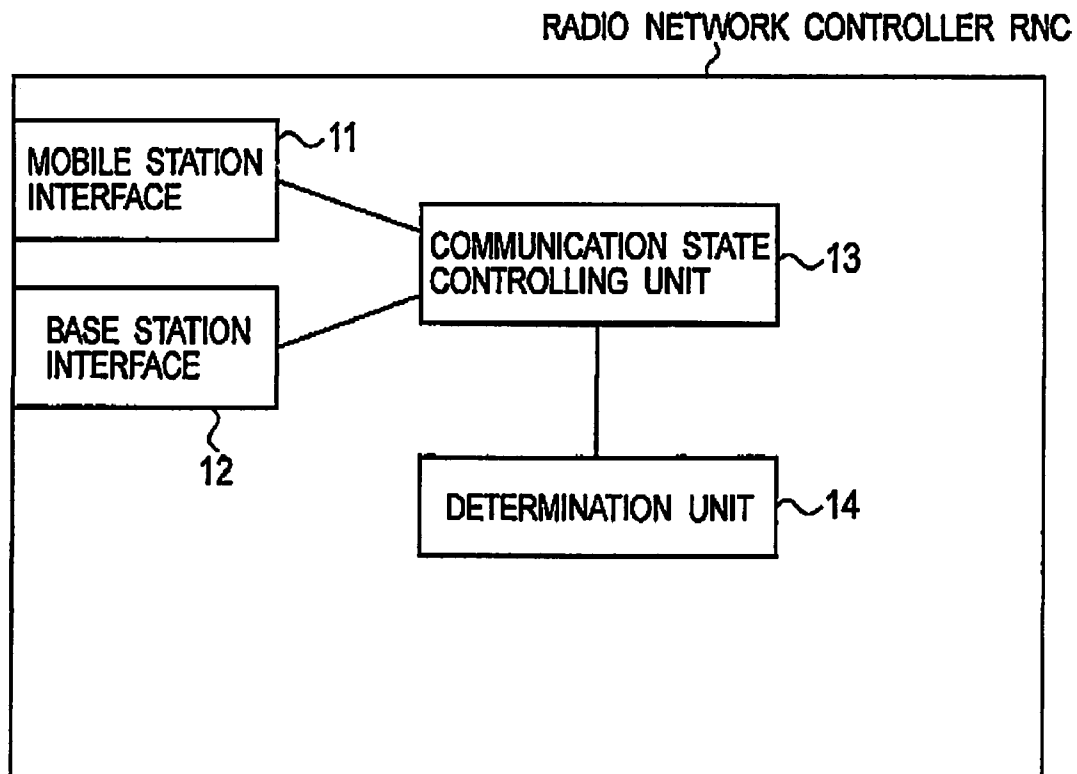 RADIO NETWORK CONTROLLER RNC
11
MOBILE STATION
INTERFACE
COMMUNICATION STATE
CONTROLLING UNIT
13
BASE STATION
INTERFACE
12
DETERMINATION UNIT
14